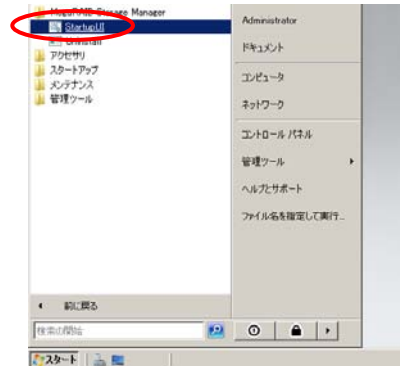 MegaRAID Storage Manager
StartupUI
Uninstall
アクセサリ
スタートアップ
メンテナンス
管理ツール
前に戻る
検索の開始
Administrator
ドキュメント
コンピュータ
ネットワーク
コントロール パネル
管理ツール
ヘルプとサポート
ファイル名を指定して実行...
スタート